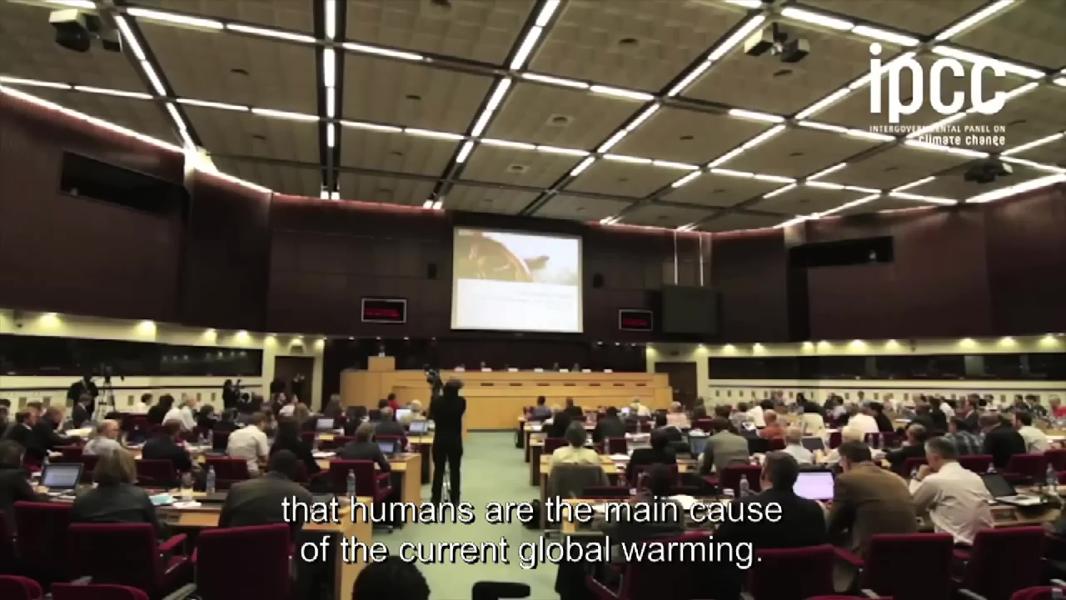 ipcc
INTERGOVERNMENTAL PANEL ON
climate change
that humans are the main cause
of the current global warming.